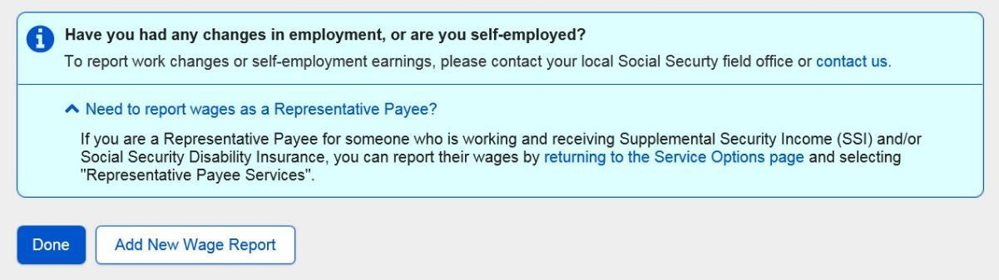 Have you had any changes in employment, or are you self-employed?
To report work changes or self-employment earnings, please contact your local Social Securty field office or contact us.
Need to report wages as a Representative Payee?
If you are a Representative Payee for someone who is working and receiving Supplemental Security Income (SSI) and/or
Social Security Disability Insurance, you can report their wages by returning to the Service Options page and selecting
"Representative Payee Services".
Done
Add New Wage Report